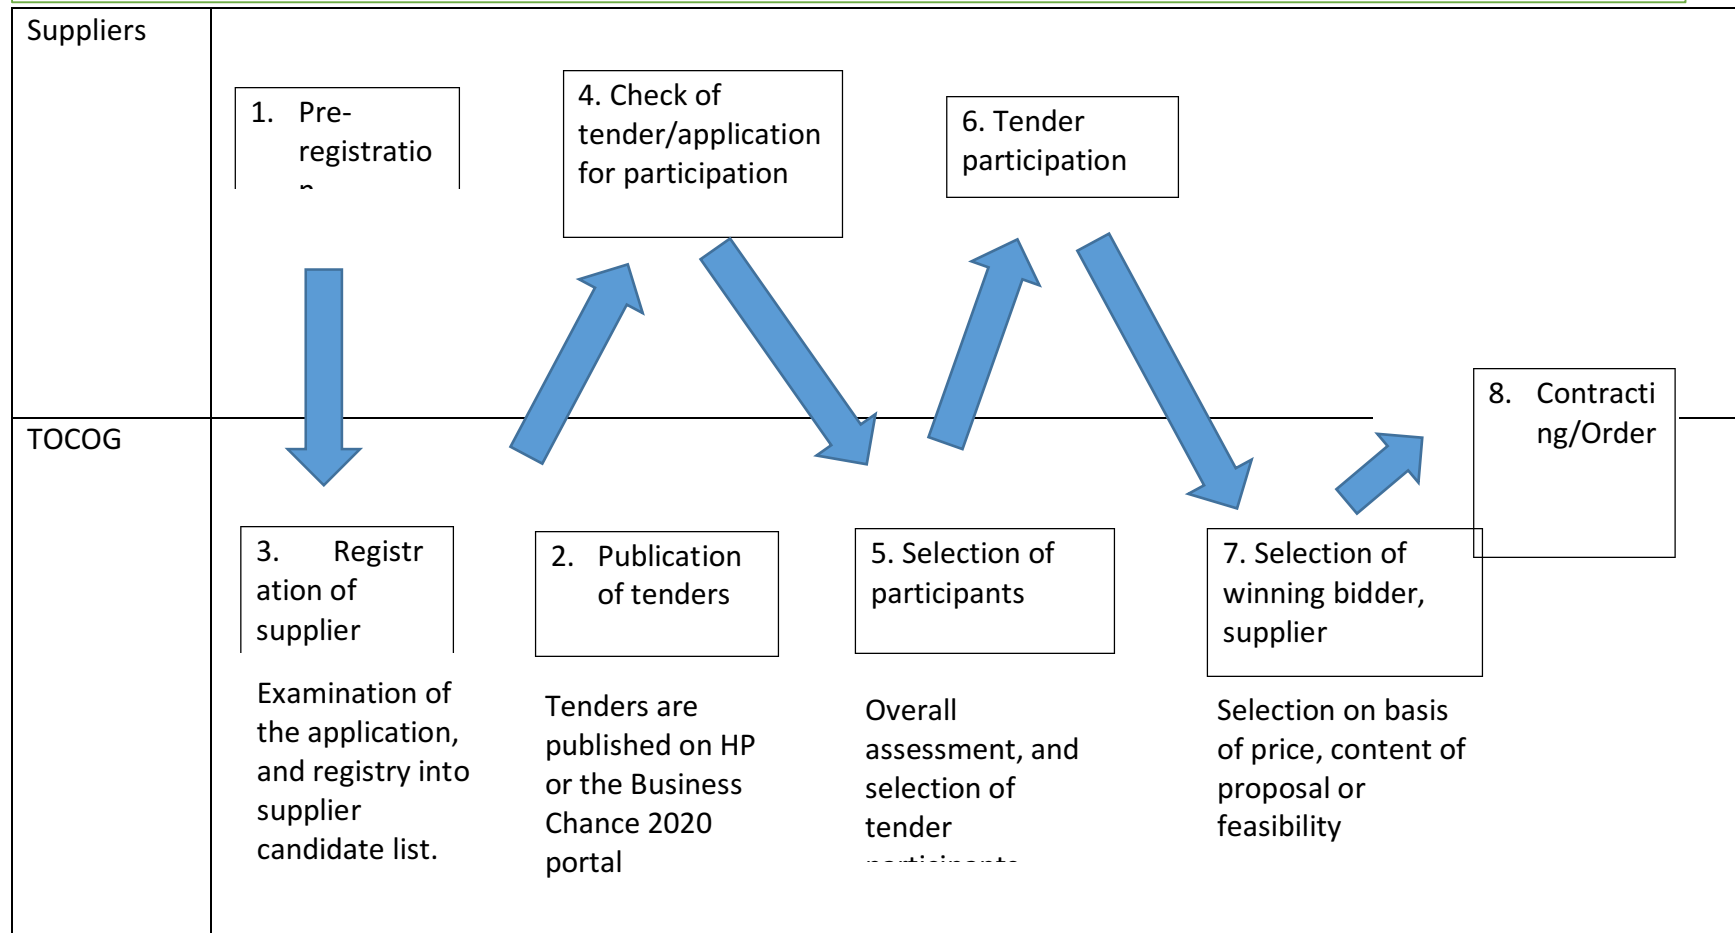 Suppliers
1. Pre-
registratio
n
4. Check of
tender/application
for participation
6. Tender
participation
8. Contracti
ng/Order
TOCOG
3. Registr
ation of
supplier
2. Publication
of tenders
5. Selection of
participants
7. Selection of
winning bidder,
supplier
Examination of
the application,
and registry into
supplier
candidate list.
Tenders are
published on HP
or the Business
Chance 2020
portal
Overall
assessment, and
selection of
tender
participants
Selection on basis
of price, content of
proposal or
feasibility